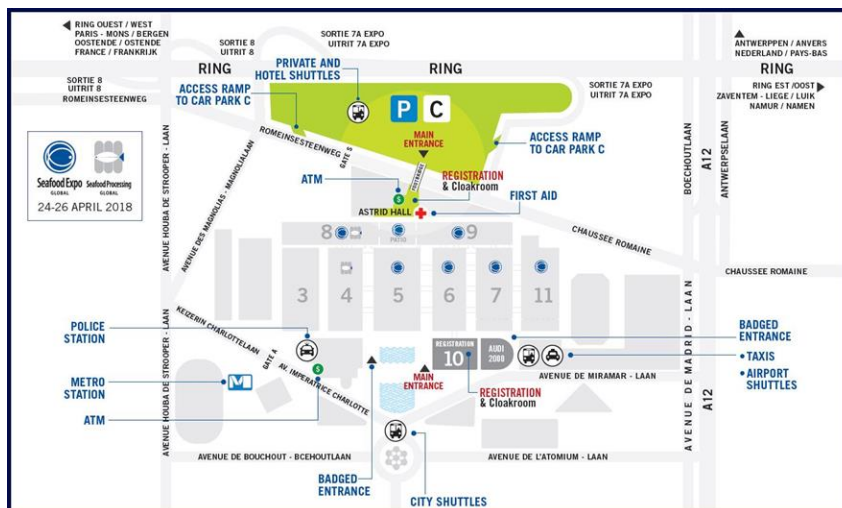 RING OUEST / WEST
PARIS - MONS / BERGEN
OOSTENDE / OSTENDE
FRANCE / FRANKRIJK
SORTIE 8
UITRIT 8
SORTIE 7A EXPO
UITRIT 7A EXPO
ANTWERPPEN / ANVERS
NEDERLAND / PAYS-BAS
PRIVATE AND
HOTEL SHUTTLES
RING
RING
RING
SORTIE 8
UITRIT 8
ROMEINSESTEENWEG
ACCESS RAMP
TO CAR PARK C
SORTIE 7A EXPO
UITRIT 7A EXPO
RING EST /OOST
ZAVENTEM - LIEGE / LUIK
NAMUR / NAMEN
P
C
ROMEINSESTEENWEG
GATE S
MAIN
ENTRANCE
ACCESS RAMP
TO CAR PARK C
BOECHOUTLAAN
A12
ANTWERPSELAAN
Seafood Expo
GLOBAL
Seafood Processing
GLOBAL
24-26 APRIL 2018
AVENUE HOUBA DE STROOPER - LAAN
AVENUE DES MAGNOLIAS - MAGNOLIALAAN
ATM
REGISTRATION
& Cloakroom
FIRST AID
ASTRID HALL
CHAUSSEE ROMAINE
CHAUSSEE ROMAINE
8
PATIO
9
3
4
5
6
7
11
KEIZERIN CHARLOTTELAAN
POLICE
STATION
GATE A
REGISTRATION
10
AUDI
2000
BADGED
ENTRANCE
• TAXIS
• AIRPORT
SHUTTLES
METRO
STATION
M
AV. IMPERATRICE CHARLOTTE
MAIN
ENTRANCE
REGISTRATION
& Cloakroom
AVENUE DE MIRAMAR - LAAN
AVENUE DE MADRID - LAAN
A12
ATM
AVENUE HOUBA DE STROOPER - LAAN
AVENUE DE BOUCHOUT - BCEHOUTLAAN
AVENUE DE L'ATOMIUM - LAAN
BADGED
ENTRANCE
CITY SHUTTLES